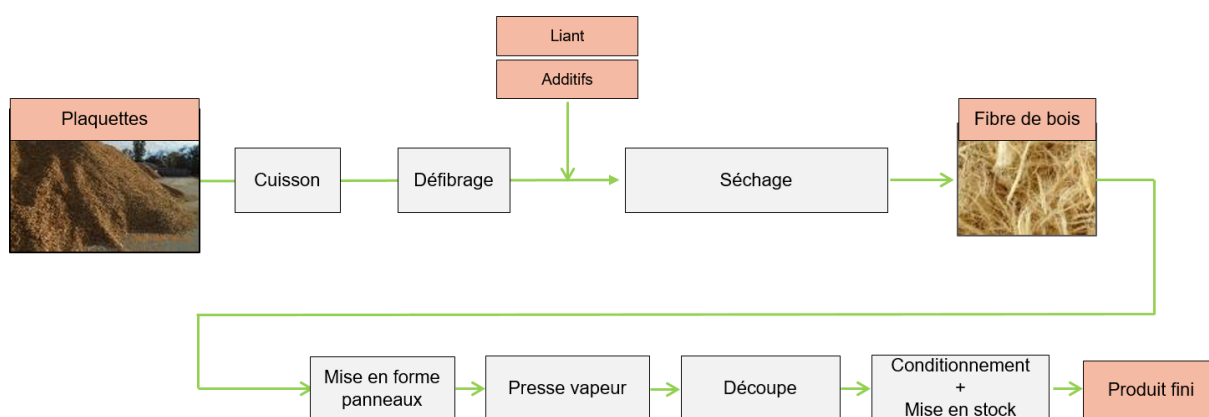 Liant
Additifs
Plaquettes
Fibre de bois
Cuisson
Défibrage
Séchage
Mise en forme
panneaux
Presse vapeur
Découpe
Conditionnement
+
Mise en stock
Produit fini